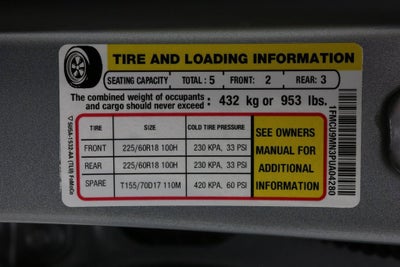 TIRE AND LOADING INFORMATION
SEATING CAPACITY TOTAL : 5 FRONT: 2 REAR: 3
The combined weight of occupants
and cargo should never exceed : 432 kg or 953 lbs.
TIRE SIZE COLD TIRE PRESSURE
FRONT 225/60R18 100H 230 KPA, 33 PSI
REAR 225/60R18 100H 230 KPA, 33 PSI
SPARE T155/70D17 110M 420 KPA, 60 PSI
SEE OWNERS
MANUAL FOR
ADDITIONAL
INFORMATION
1FMCU9MN3PUA04280